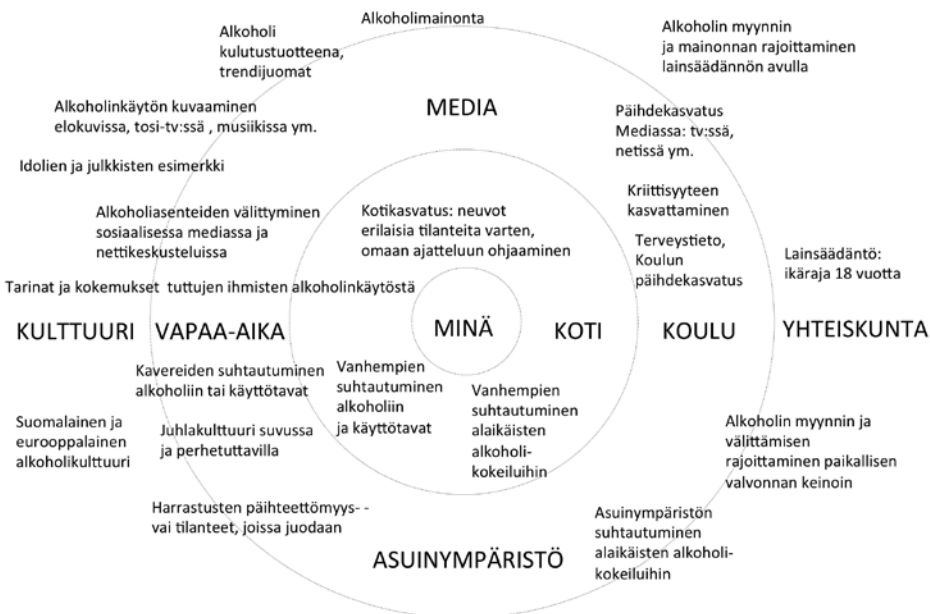 Alkoholimainonta
Alkoholi
kulutustuotteena,
trendijuomat
Alkoholin myynnin
ja mainonnan rajoittaminen
lainsäädännön avulla
MEDIA
Alkoholinkäytön kuvaaminen
elokuvissa, tosi-tv:ssä , musiikissa ym.
Päihdekasvatus
Mediassa: tv:ssä,
netissä ym.
Idolien ja julkkisten esimerkki
Kriittisyyteen
kasvattaminen
Alkoholiasenteiden välittyminen
sosiaalisessa mediassa ja
nettikeskusteluissa
Kotikasvatus: neuvot
erilaisia tilanteita varten,
omaan ajatteluun ohjaaminen
Terveystieto,
Koulun
päihdekasvatus
Lainsäädäntö:
ikäraja 18 vuotta
Tarinat ja kokemukset tuttujen ihmisten alkoholinkäytöstä
KULTTUURI VAPAA-AIKA MINÄ KOTI KOULU YHTEISKUNTA
Kavereiden suhtautuminen
alkoholiin tai käyttötavat
Vanhempien
suhtautuminen
alkoholiin
ja käyttötavat
Vanhempien
suhtautuminen
alaikäisten
alkoholi-
kokeiluihin
Suomalainen ja
eurooppalainen
alkoholikulttuuri
Juhlakulttuuri suvussa
ja perhetuttavilla
Alkoholin myynnin ja
välittämisen
rajoittaminen paikallisen
valvonnan keinoin
Harrastusten päihteettömyys- -
vai tilanteet, joissa juodaan
Asuinympäristön
suhtautuminen
alaikäisten alkoholi-
kokeiluihin
ASUINYMPÄRISTÖ